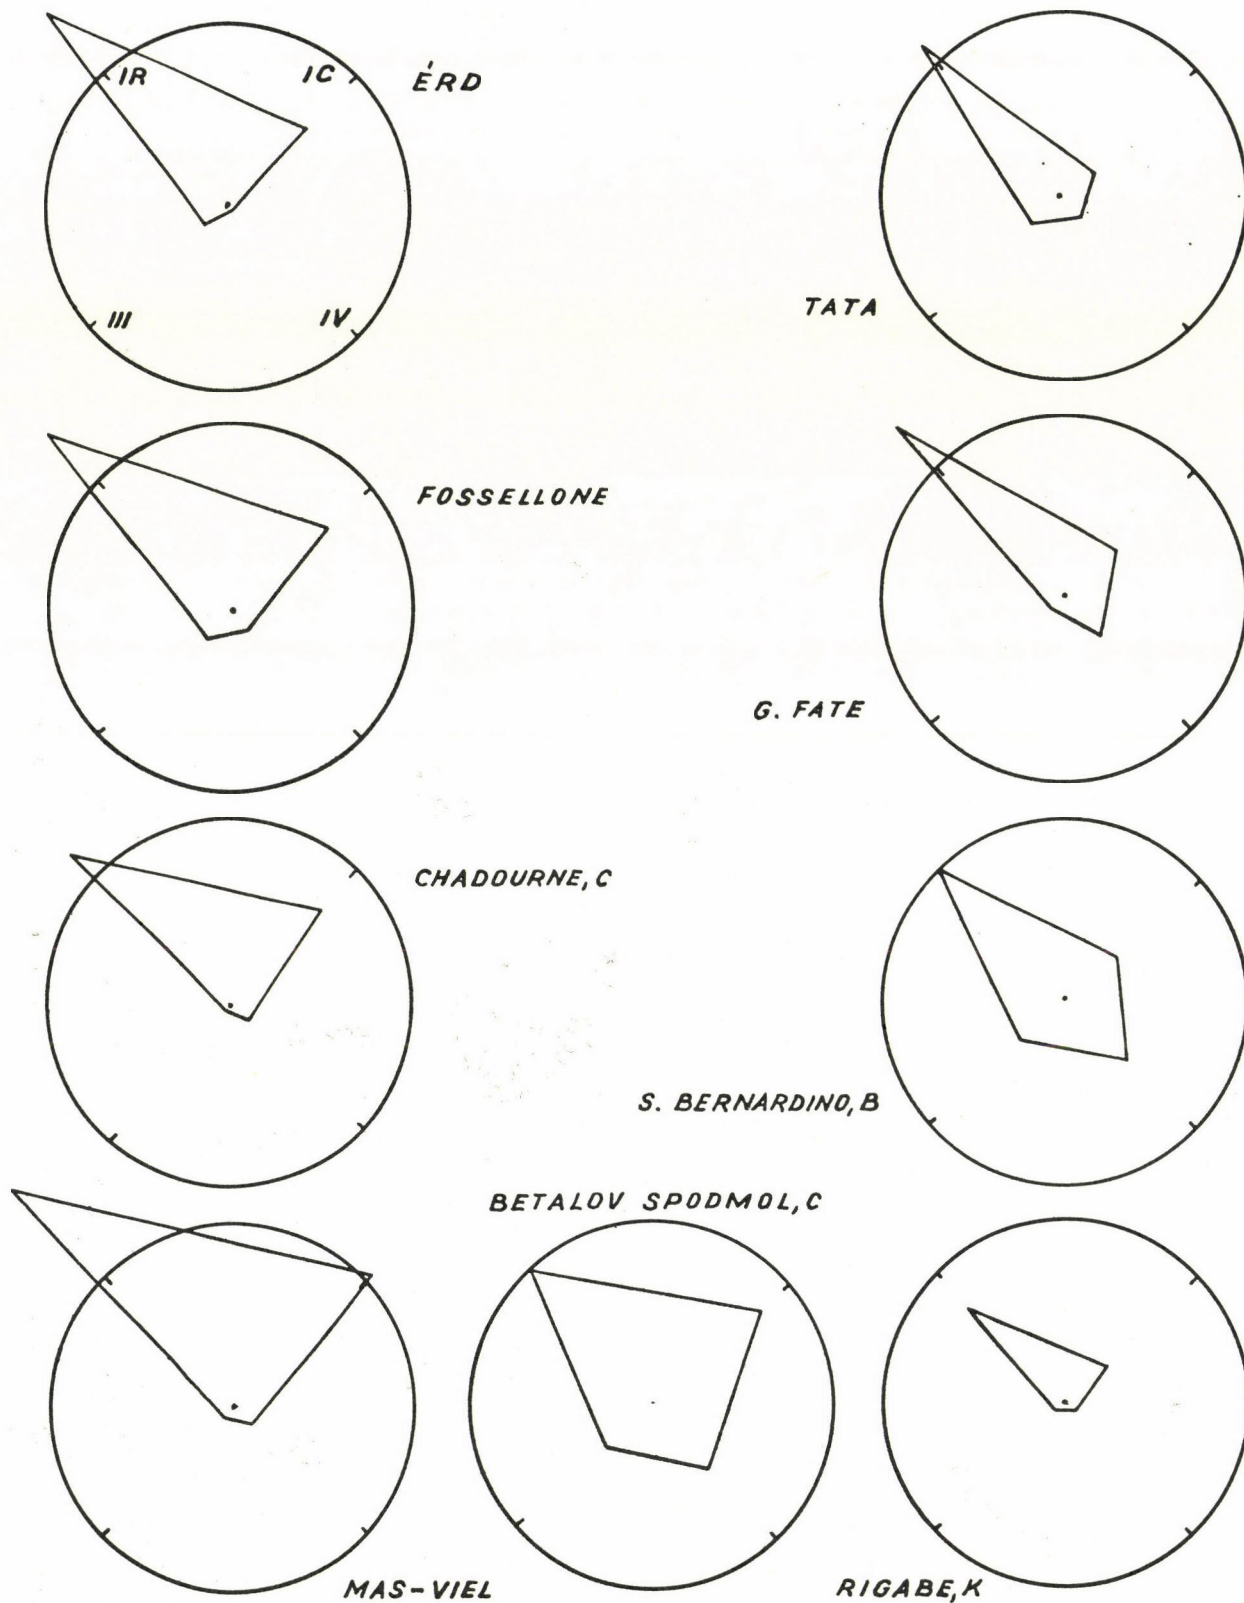 IR
IC
ÉRD
III
IV
TATA
FOSSELLONE
G. FATE
CHADOURNE, C
S. BERNARDINO, B
BETALOV SPODMOL, C
MAS-VIEL
RIGABE, K